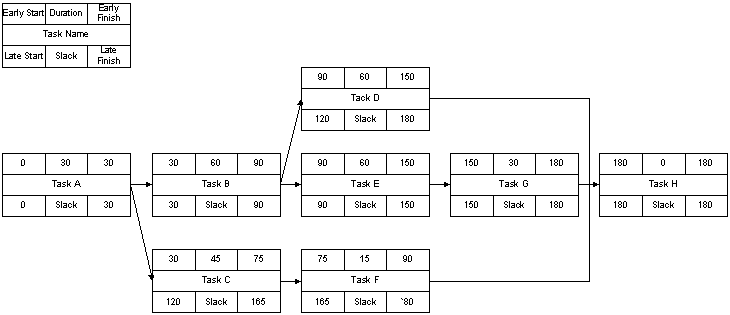 Early Start Duration Early Finish
Task Name
Late Start Slack Late Finish
90 60 150
Tack D
120 Slack 180
0 30 30
Task A
0 Slack 30
30 60 90
Task B
30 Slack 90
90 60 150
Task E
90 Slack 150
150 30 180
Task G
150 Slack 180
180 0 180
Task H
180 Slack 180
30 45 75
Task C
120 Slack 165
75 15 90
Task F
165 Slack `80